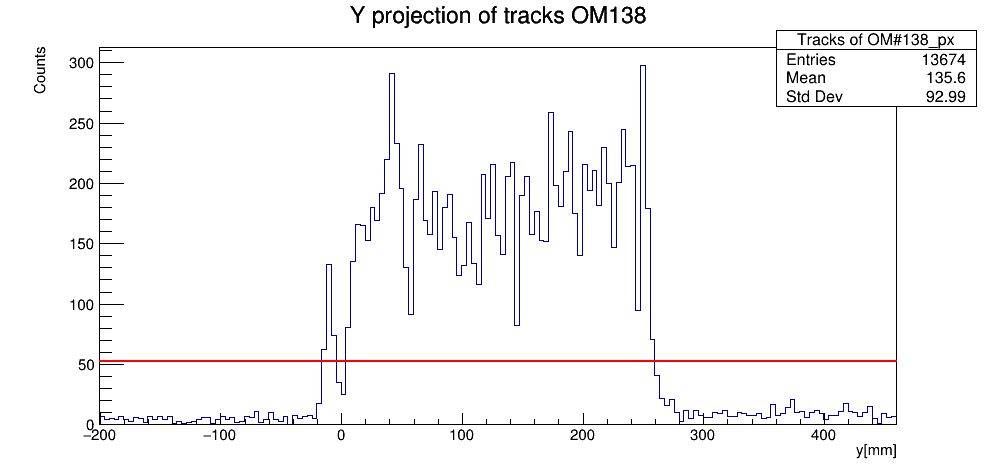 Y projection of tracks OM138
Tracks of OM#138_px
Entries 13674
Mean 135.6
Std Dev 92.99
Counts
300
250
200
150
100
50
0
−200 −100 0 100 200 300 400
y[mm]